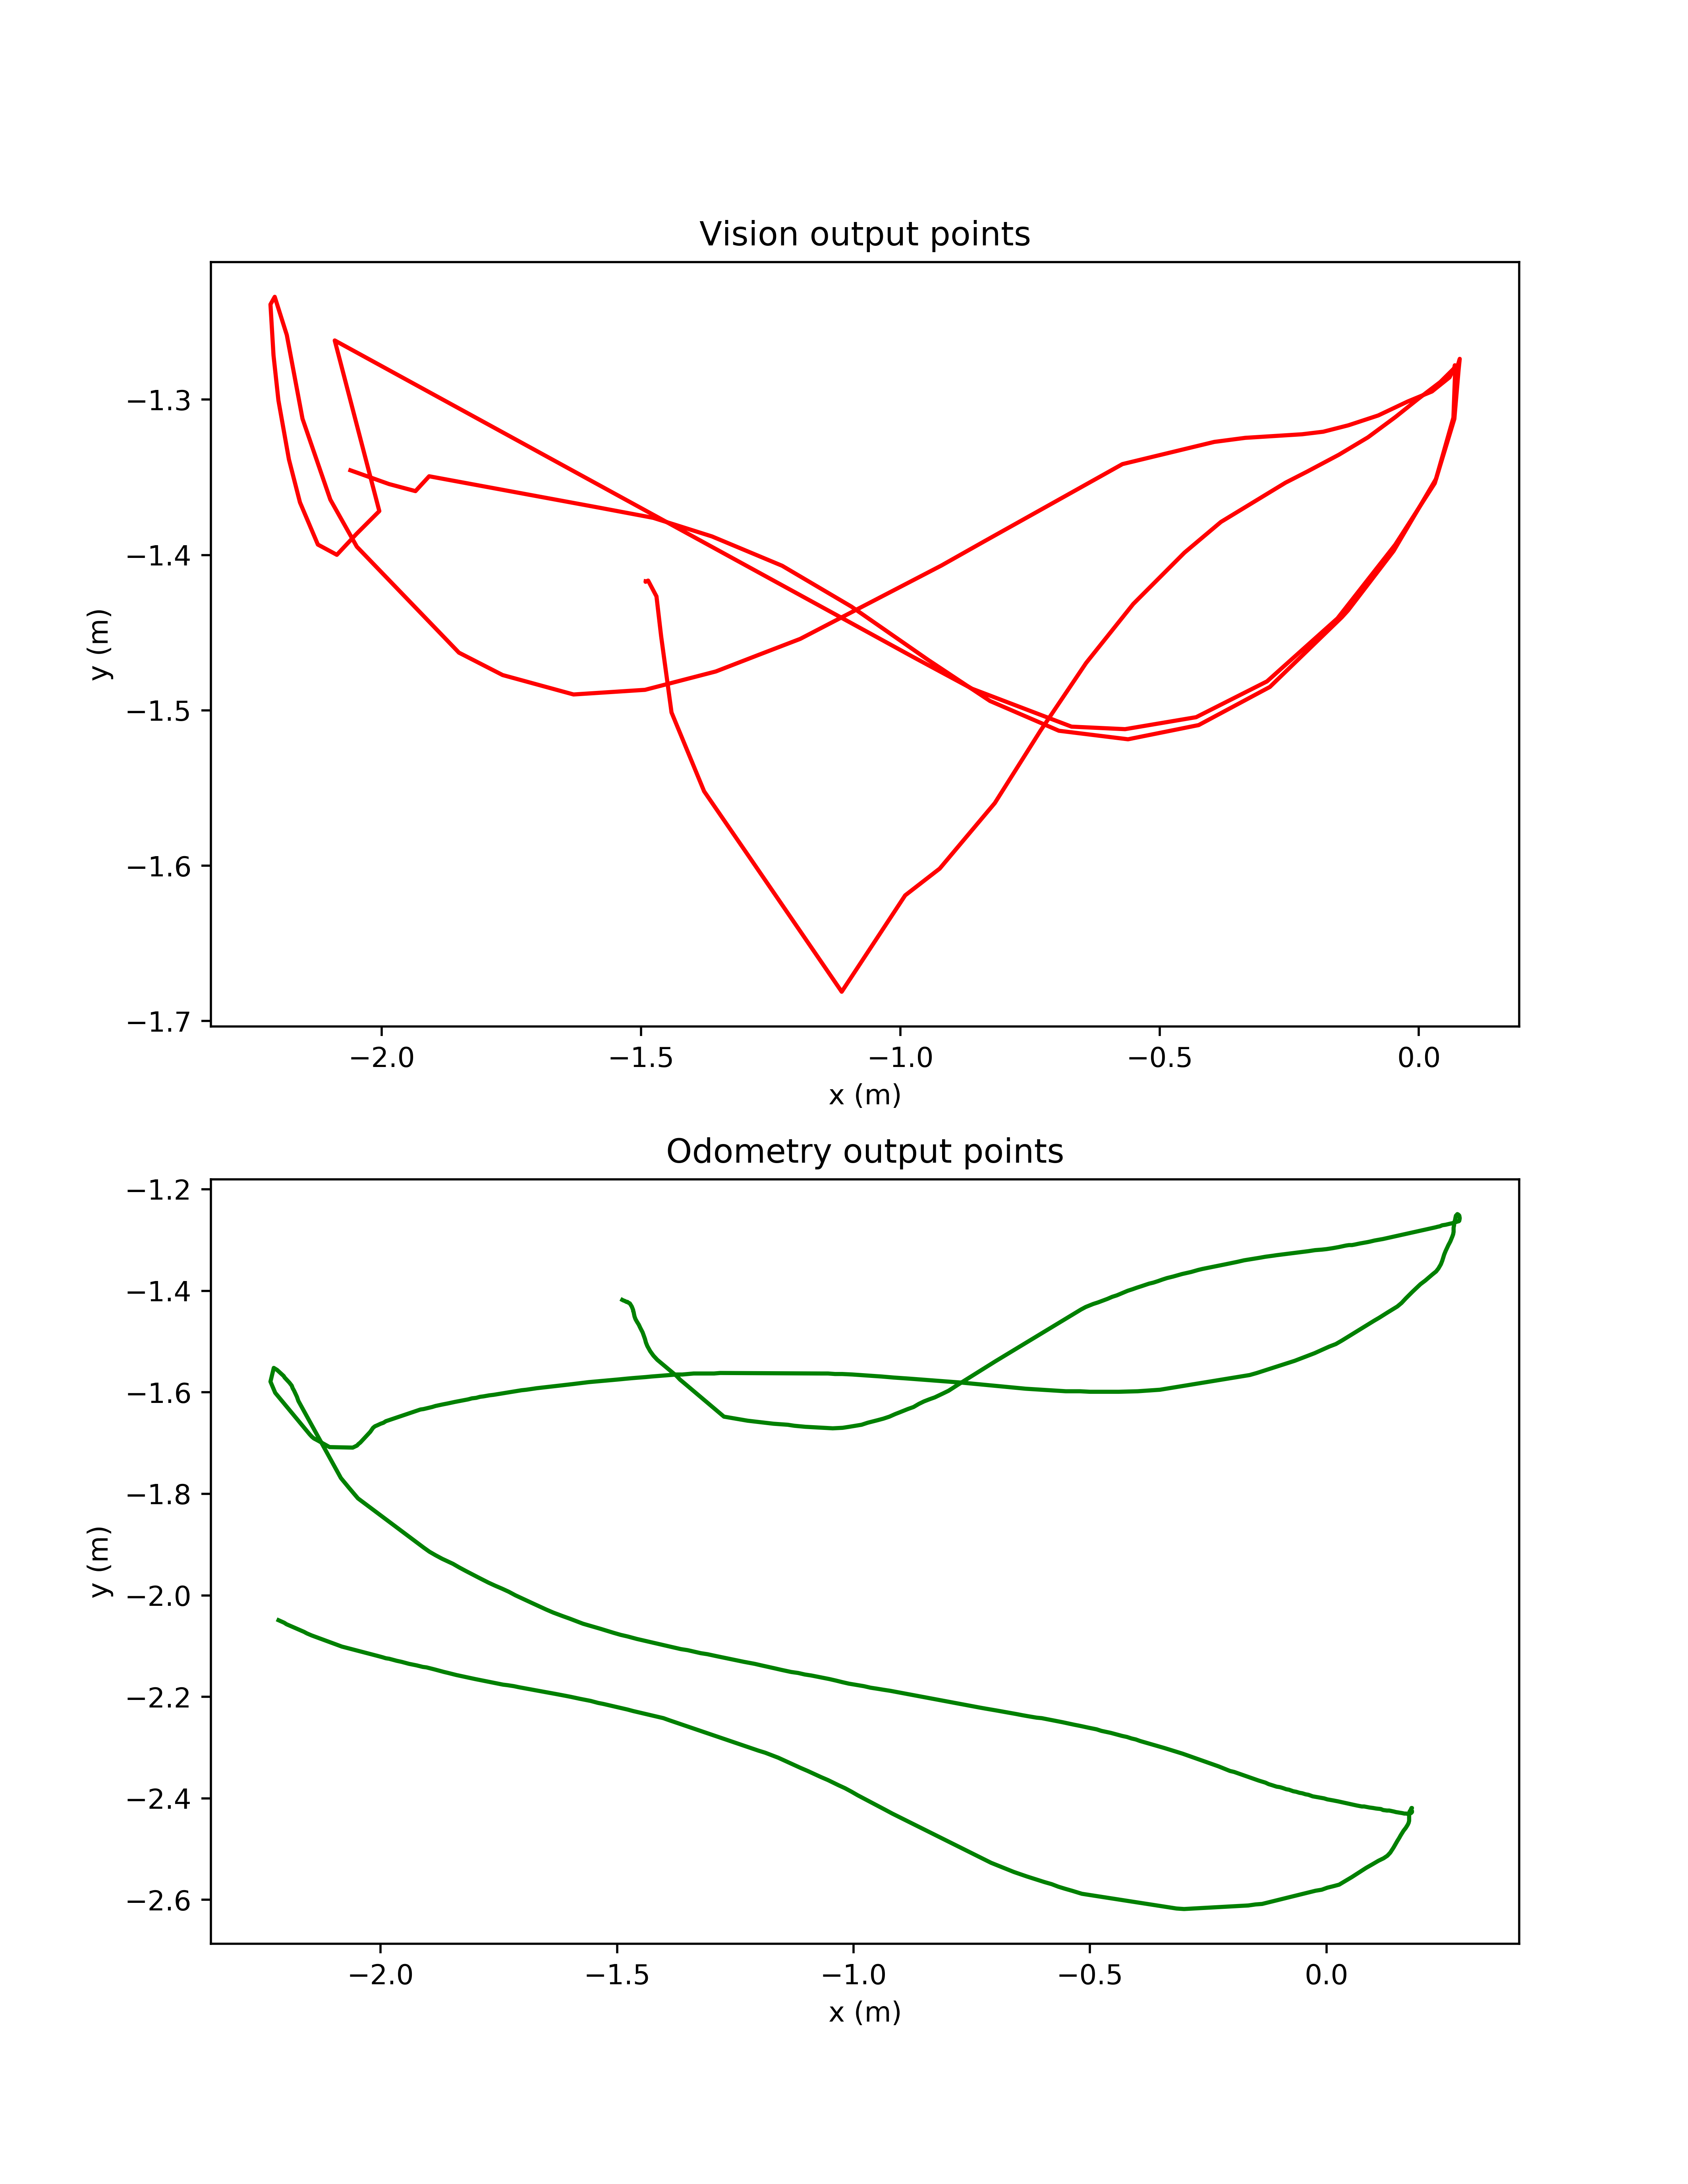 Vision output points
−1.3
−1.4
−1.5
−1.6
−1.7
y (m)
−2.0 −1.5 −1.0 −0.5 0.0
x (m)
Odometry output points
−1.2
−1.4
−1.6
−1.8
−2.0
−2.2
−2.4
−2.6
y (m)
−2.0 −1.5 −1.0 −0.5 0.0
x (m)